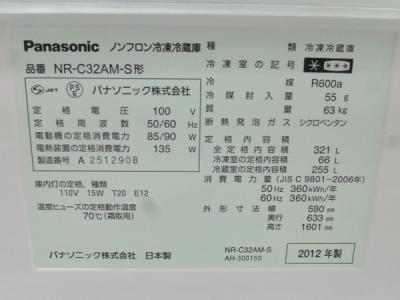 Panasonic ノンフロン冷凍冷蔵庫
品番 NR-C32AM-S形
JET PS E パナソニック株式会社
定格電圧 100 V
定格周波数 50/60 Hz
電動機の定格消費電力 85/90 W
電熱装置の定格消費電力 135 W
製造番号 A 2512908
庫内灯の定格、種類
110V 15W T20 E12
温度ヒューズの定格動作温度
70℃(霜取用)
パナソニック株式会社 日本製
種類 冷凍冷蔵庫
冷凍室の記号
冷媒 R600a
冷媒封入量 55 g
質量 63 kg
断熱発泡ガス シクロペンタン
定格内容積
全定格内容積 321 L
冷凍室の定格内容積 66 L
冷蔵室の定格内容積 255 L
消費電力量(JIS C 9801-2006年)
50 Hz 360 kWh/年
60 Hz 360 kWh/年
外形寸法 幅 590 mm
奥行 633 mm
高さ 1601 mm
NR-C32AM-S
AH-300150
2012 年製